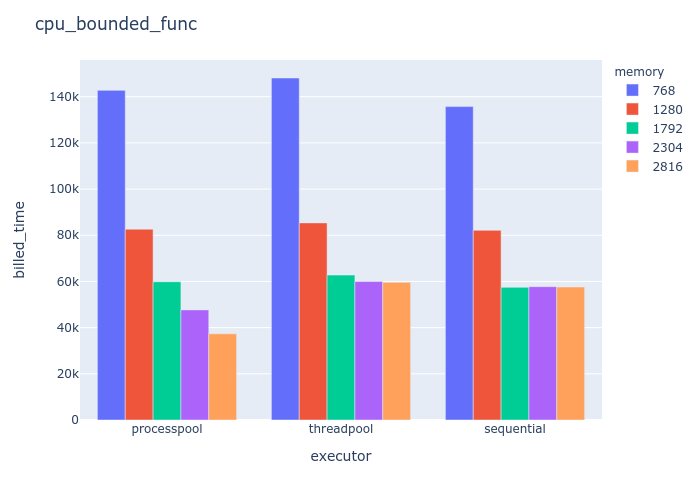 cpu_bounded_func
memory
768
1280
1792
2304
2816
140k
120k
100k
80k
60k
40k
20k
0
billed_time
processpool
threadpool
sequential
executor